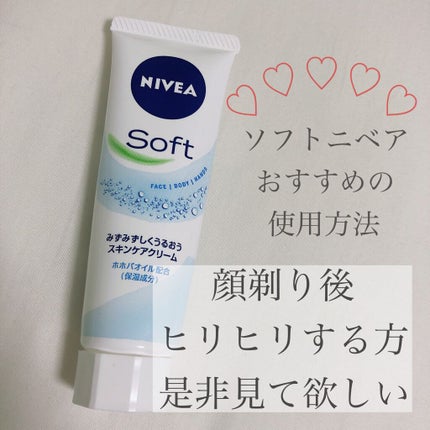 NIVEA
Soft
FACE | BODY | HANDS
みずみずしくうるおう
スキンケアクリーム
ホホバオイル配合
(保湿成分)
ソフトニベア
おすすめの
使用方法
顔剃り後
ヒリヒリする方
是非見て欲しい